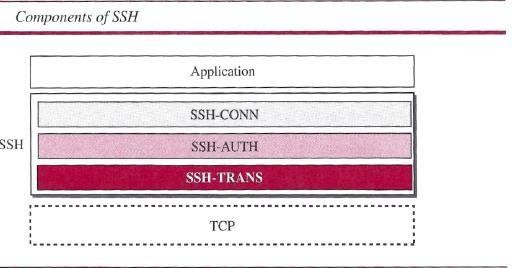 Components of SSH
Application
SSH-CONN
SSH
SSH-AUTH
SSH-TRANS
TCP